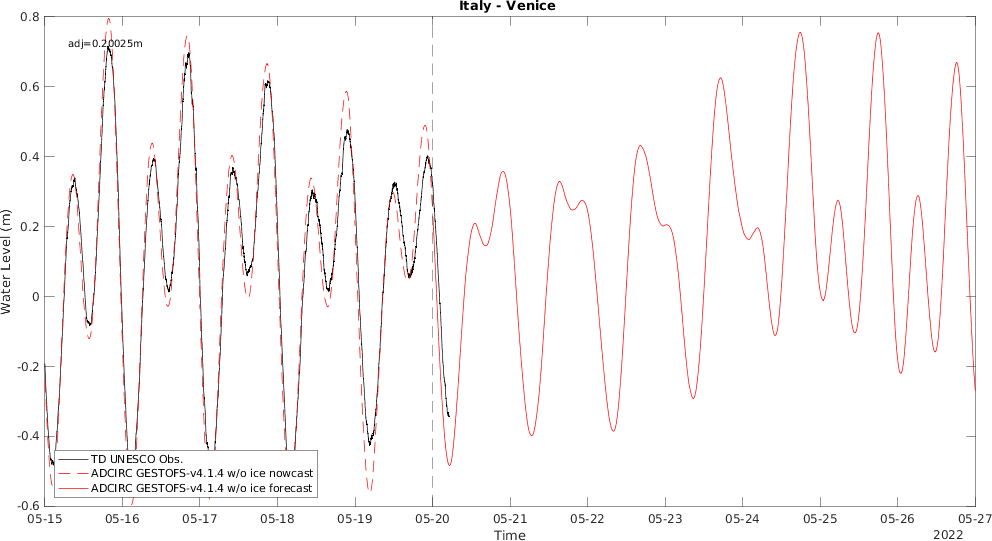 Italy - Venice
adj=0.20025m
0.8
0.6
0.4
0.2
0
-0.2
-0.4
-0.6
Water Level (m)
TD UNESCO Obs.
ADCIRC GESTOFS-v4.1.4 w/o ice nowcast
ADCIRC GESTOFS-v4.1.4 w/o ice forecast
05-15 05-16 05-17 05-18 05-19 05-20 05-21 05-22 05-23 05-24 05-25 05-26 05-27
Time
2022